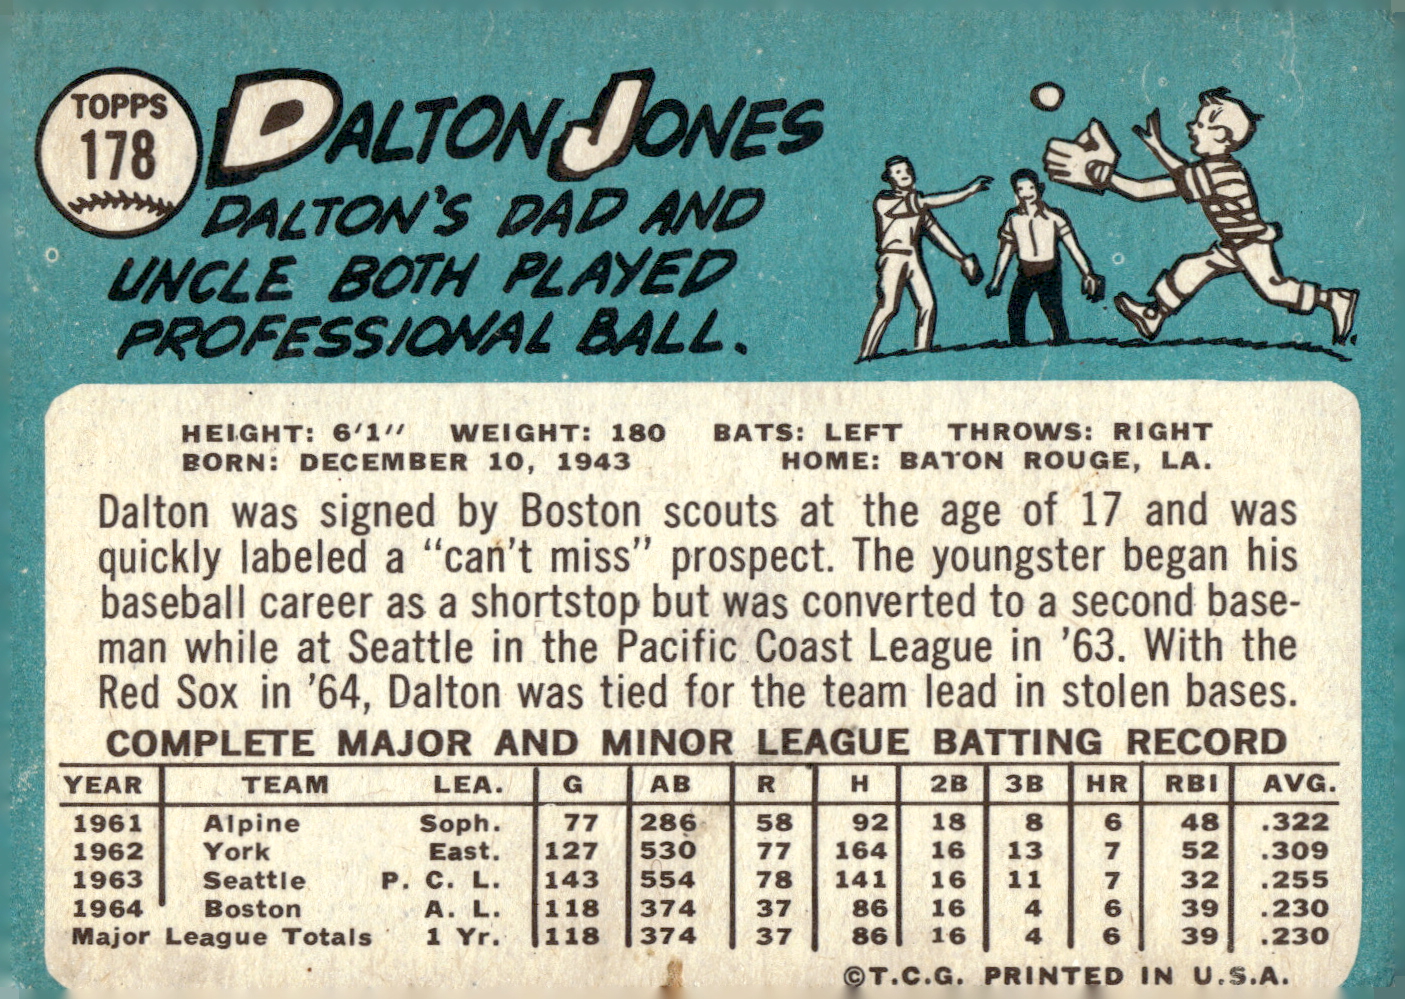 TOPPS
178
DALTON JONES
DALTON'S DAD AND
UNCLE BOTH PLAYED
PROFESSIONAL BALL.
HEIGHT: 6'1" WEIGHT: 180 BATS: LEFT THROWS: RIGHT
BORN: DECEMBER 10, 1943 HOME: BATON ROUGE, LA.
Dalton was signed by Boston scouts at the age of 17 and was
quickly labeled a “can't miss” prospect. The youngster began his
baseball career as a shortstop but was converted to a second base-
man while at Seattle in the Pacific Coast League in '63. With the
Red Sox in '64, Dalton was tied for the team lead in stolen bases.
COMPLETE MAJOR AND MINOR LEAGUE BATTING RECORD
YEAR TEAM LEA. G AB R H 2B 3B HR RBI AVG.
1961 Alpine Soph. 77 286 58 92 18 8 6 48 .322
1962 York East. 127 530 77 164 16 13 7 52 .309
1963 Seattle P. C. L. 143 554 78 141 16 11 7 32 .255
1964 Boston A. L. 118 374 37 86 16 4 6 39 .230
Major League Totals 1 Yr. 118 374 37 86 16 4 6 39 .230
©T.C.G. PRINTED IN U.S.A.